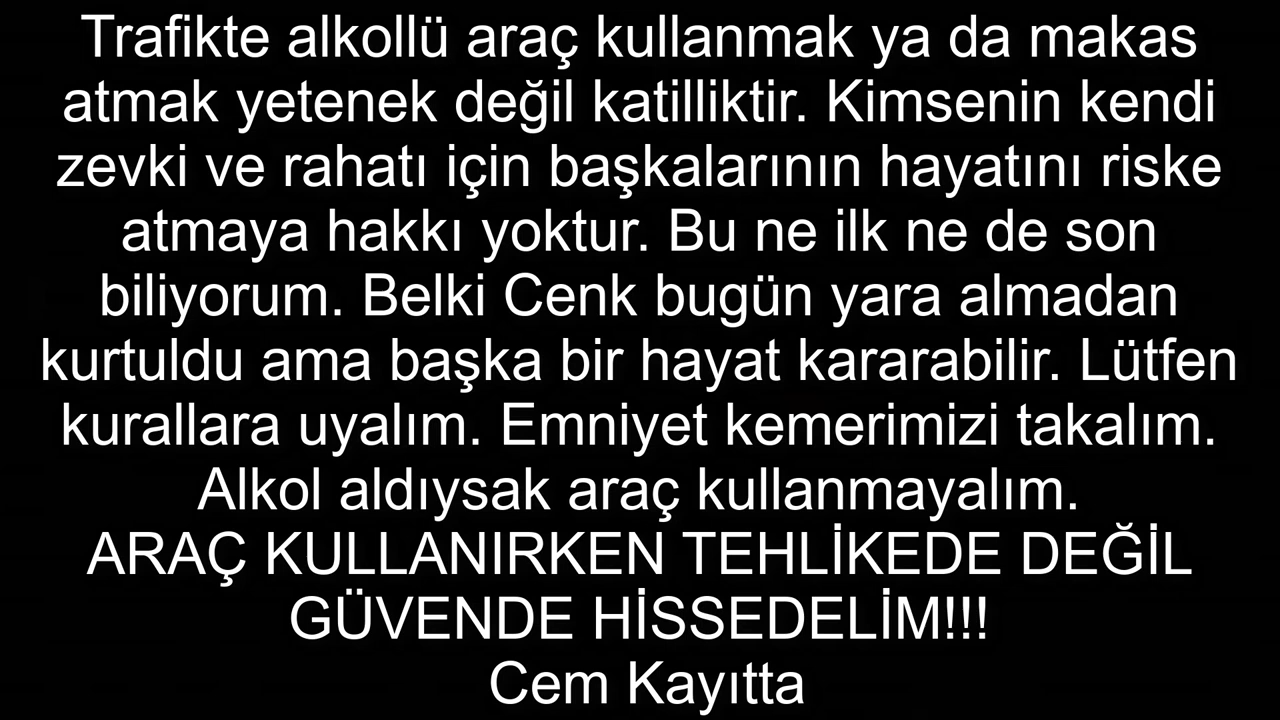 Trafikte alkollü araç kullanmak ya da makas
atmak yetenek değil katilliktir. Kimsenin kendi
zevki ve rahatı için başkalarının hayatını riske
atmaya hakkı yoktur. Bu ne ilk ne de son
biliyorum. Belki Cenk bugün yara almadan
kurtuldu ama başka bir hayat kararabilir. Lütfen
kurallara uyalım. Emniyet kemerimizi takalım.
Alkol aldıysak araç kullanmayalım.
ARAÇ KULLANIRKEN TEHLİKEDE DEĞİL
GÜVENDE HİSSEDELİM!!!
Cem Kayıtta